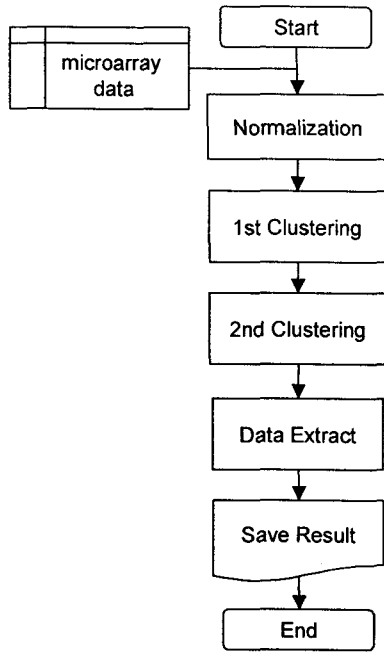 Start
microarray
data
Normalization
1st Clustering
2nd Clustering
Data Extract
Save Result
End